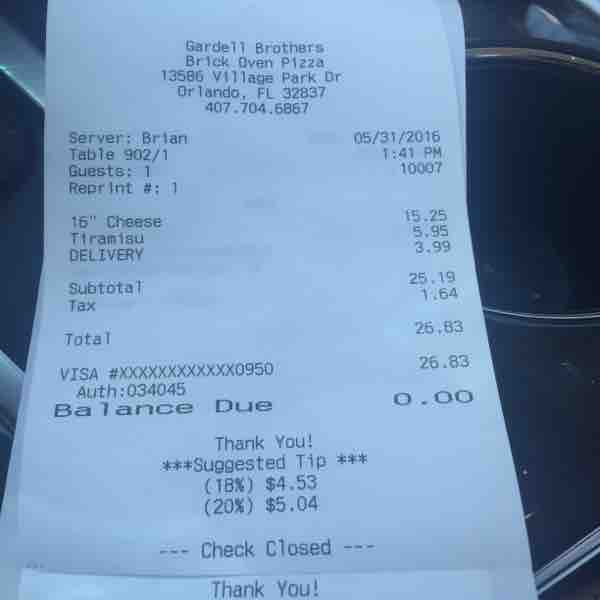 Gardell Brothers
Brick Oven Pizza
13586 Village Park Dr
Orlando, FL 32837
407.704.6867
Server: Brian 05/31/2016
Table 902/1 1:41 PM
Guests: 1 10007
Reprint #: 1
16" Cheese 15.25
Tiramisu 5.95
DELIVERY 3.99
Subtotal 25.19
Tax 1.64
Total 26.83
VISA #XXXXXXXXXXXX0950 26.83
Auth:034045
Balance Due 0.00
Thank You!
***Suggested Tip ***
(18%) $4.53
(20%) $5.04
--- Check Closed ---
Thank You!